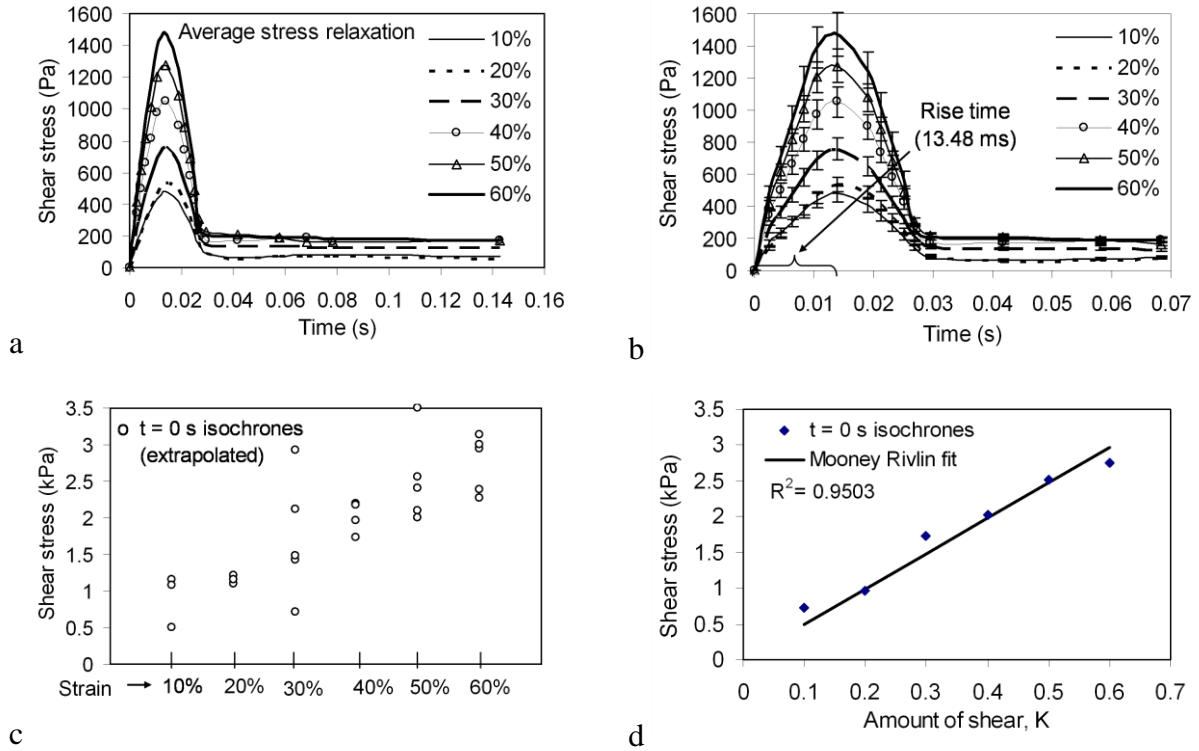 1600
1400
1200
1000
800
600
400
200
0
Shear stress (Pa)
Average stress relaxation
10%
20%
30%
40%
50%
60%
0 0.02 0.04 0.06 0.08 0.1 0.12 0.14 0.16
Time (s)
a
1600
1400
1200
1000
800
600
400
200
0
Shear stress (Pa)
Rise time
(13.48 ms)
10%
20%
30%
40%
50%
60%
0 0.01 0.02 0.03 0.04 0.05 0.06 0.07
Time (s)
b
3.5
3
2.5
2
1.5
1
0.5
0
Shear stress (kPa)
t = 0 s isochrones
(extrapolated)
Strain → 10% 20% 30% 40% 50% 60%
c
3.5
3
2.5
2
1.5
1
0.5
0
Shear stress (kPa)
t = 0 s isochrones
Mooney Rivlin fit
R²= 0.9503
0 0.1 0.2 0.3 0.4 0.5 0.6 0.7
Amount of shear, K
d